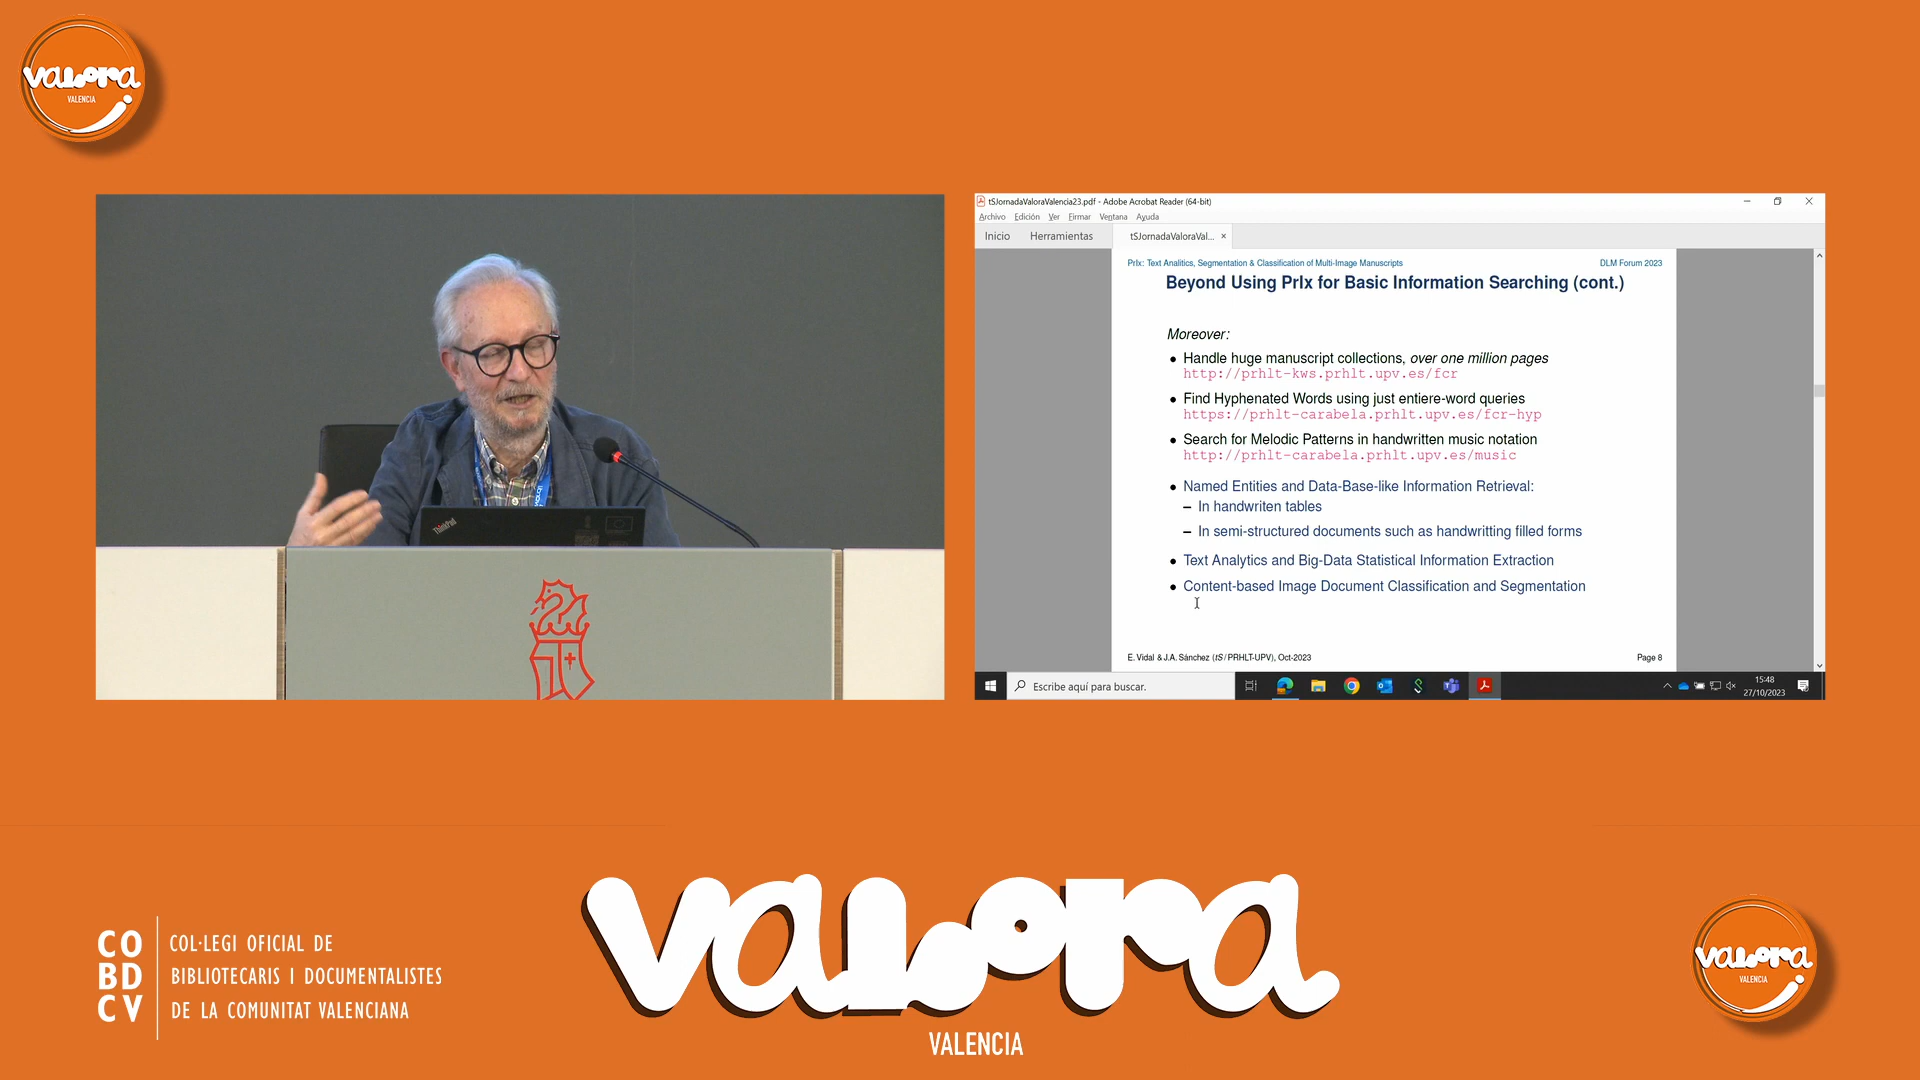 valora
VALENCIA
ThinkPad
tSJornadaValoraValencia23.pdf - Adobe Acrobat Reader (64-bit)
Archivo Edición Ver Firmar Ventana Ayuda
Inicio Herramientas tSJornadaValoraVal... ×
PrIx: Text Analitics, Segmentation & Classification of Multi-Image Manuscripts DLM Forum 2023
Beyond Using PrIx for Basic Information Searching (cont.)
Moreover:
• Handle huge manuscript collections, over one million pages
http://prhlt-kws.prhlt.upv.es/fcr
• Find Hyphenated Words using just entiere-word queries
https://prhlt-carabela.prhlt.upv.es/fcr-hyp
• Search for Melodic Patterns in handwritten music notation
http://prhlt-carabela.prhlt.upv.es/music
• Named Entities and Data-Base-like Information Retrieval:
– In handwriten tables
– In semi-structured documents such as handwritting filled forms
• Text Analytics and Big-Data Statistical Information Extraction
• Content-based Image Document Classification and Segmentation
E. Vidal & J.A. Sánchez (tS / PRHLT-UPV), Oct-2023 Page 8
Escribe aquí para buscar.
15:48
27/10/2023
CO
BD
CV
COL·LEGI OFICIAL DE
BIBLIOTECARIS I DOCUMENTALISTES
DE LA COMUNITAT VALENCIANA
valora
VALENCIA
valora
VALENCIA